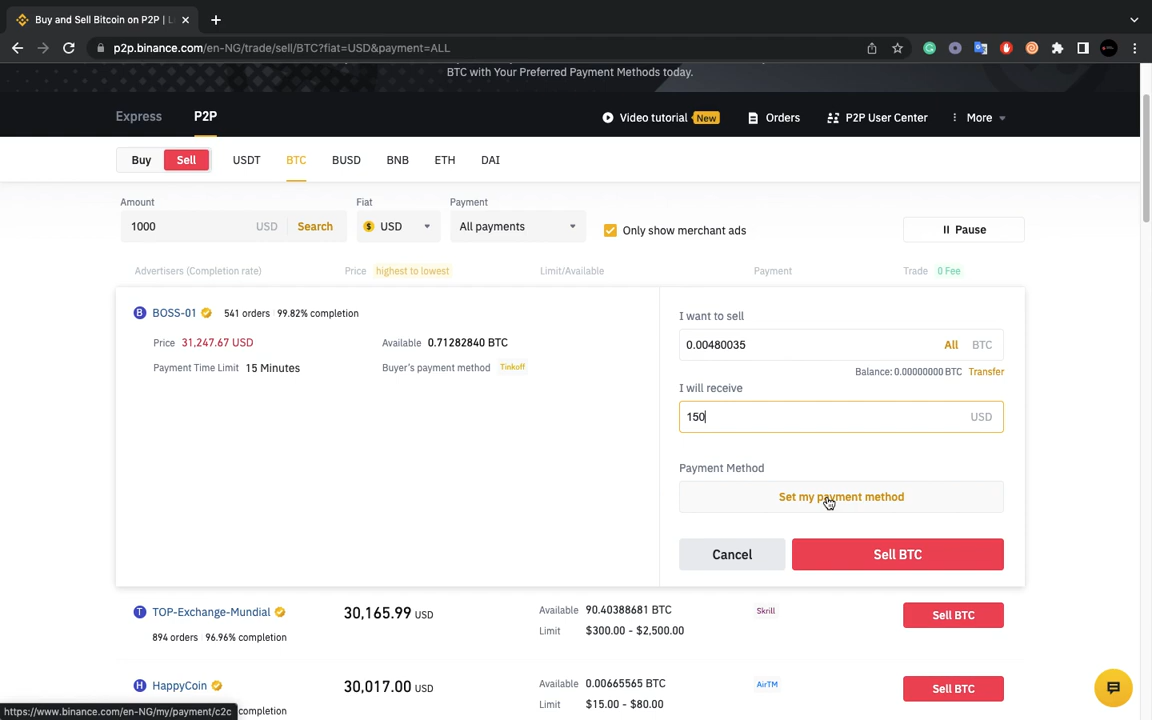 Buy and Sell Bitcoin on P2P | L
p2p.binance.com/en-NG/trade/sell/BTC?fiat=USD&payment=ALL
BTC with Your Preferred Payment Methods today.
Express P2P Video tutorial New Orders P2P User Center More
Buy Sell USDT BTC BUSD BNB ETH DAI
Amount Fiat Payment
1000 USD Search $ USD All payments Only show merchant ads Pause
Advertisers (Completion rate) Price highest to lowest Limit/Available Payment Trade 0 Fee
B BOSS-01 541 orders 99.82% completion
Price 31,247.67 USD Available 0.71282840 BTC
Payment Time Limit 15 Minutes Buyer's payment method Tinkoff
I want to sell
0.00480035 All BTC
Balance: 0.00000000 BTC Transfer
I will receive
150 USD
Payment Method
Set my payment method
Cancel Sell BTC
T TOP-Exchange-Mundial 30,165.99 USD Available 90.40388681 BTC Skrill Sell BTC
894 orders 96.96% completion Limit $300.00 - $2,500.00
H HappyCoin 30,017.00 USD Available 0.00665565 BTC AirTM Sell BTC
completion Limit $15.00 - $80.00
https://www.binance.com/en-NG/my/payment/c2c